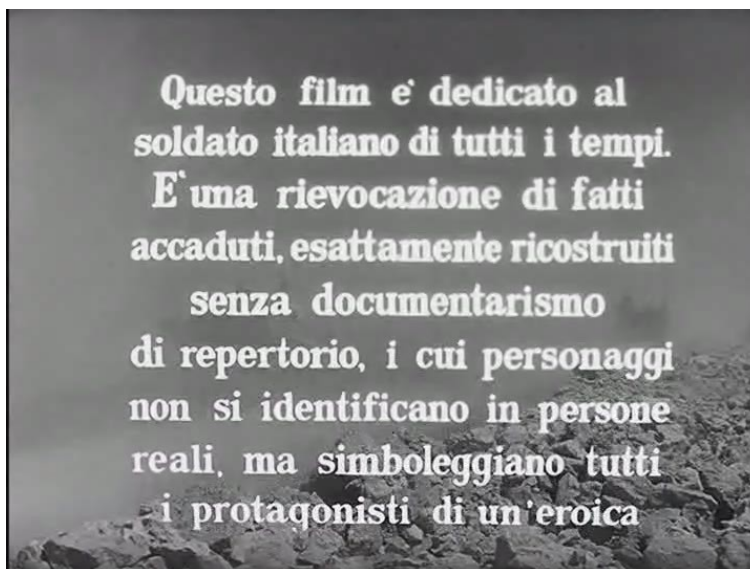 Questo film e' dedicato al
soldato italiano di tutti i tempi.
E' una rievocazione di fatti
accaduti, esattamente ricostruiti
senza documentarismo
di repertorio, i cui personaggi
non si identificano in persone
reali, ma simboleggiano tutti
i protagonisti di un'eroica